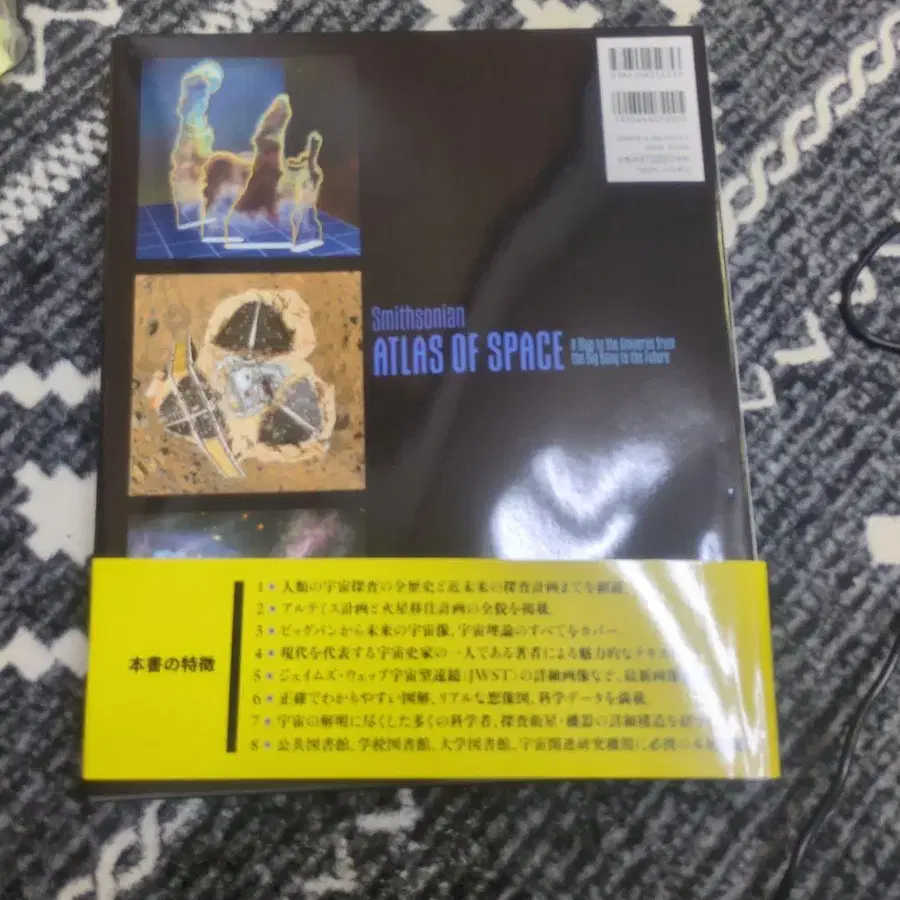 Smithsonian
ATLAS OF SPACE
A Map of the Universe from
the Big Bang to the Future
本書の特徴
1 人類の宇宙探査の全歴史と近未来の探査計画までを網羅。
2 アルテミス計画と火星移住計画の全貌を掲載。
3 ビッグバンから未来の宇宙像、宇宙理論のすべてをカバー。
4 現代を代表する宇宙史家の一人である著者による魅力的なテキスト
5 ジェイムズ・ウェッブ宇宙望遠鏡（JWST）の詳細画像など、最新画像
6 正確でわかりやすい図解、リアルな想像図、科学データを満載。
7 宇宙の解明に尽くした多くの科学者、探査衛星・機器の詳細構造を
8 公共図書館、学校図書館、大学図書館、宇宙関連研究機関に必携の